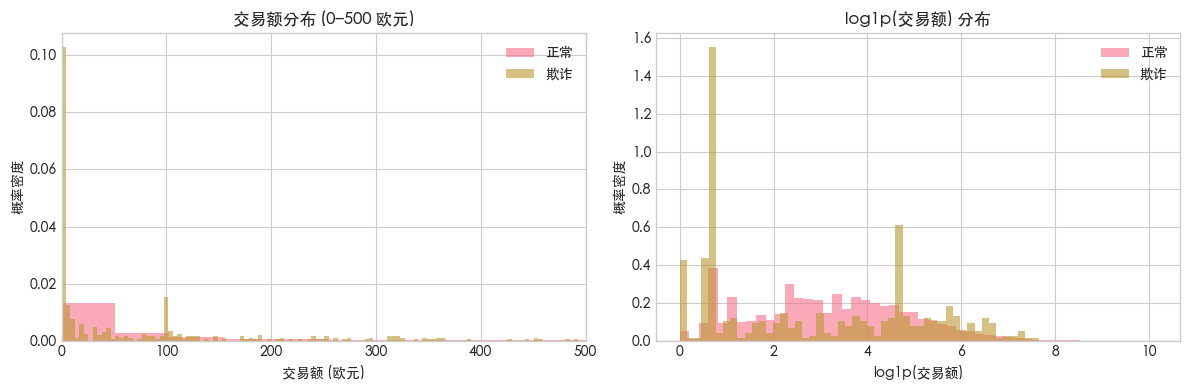 交易额分布 (0–500 欧元)
概率密度
0.10
0.08
0.06
0.04
0.02
0.00
0 100 200 300 400 500
交易额 (欧元)
正常
欺诈
log1p(交易额) 分布
概率密度
1.6
1.4
1.2
1.0
0.8
0.6
0.4
0.2
0.0
0 2 4 6 8 10
log1p(交易额)
正常
欺诈